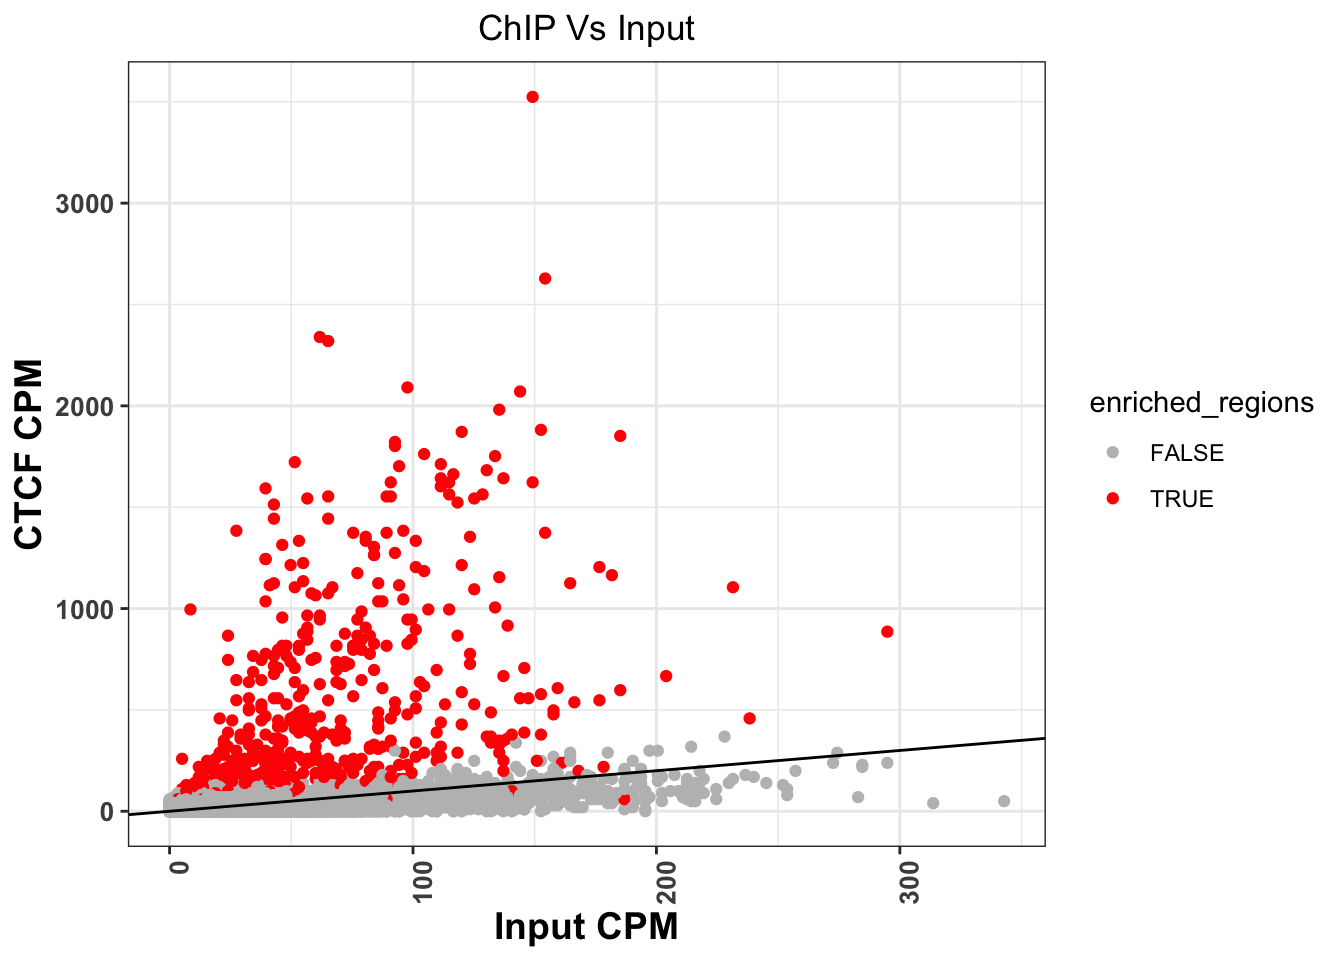 ChIP Vs Input
3000
2000
1000
0
CTCF CPM
0
100
200
300
Input CPM
enriched_regions
FALSE
TRUE